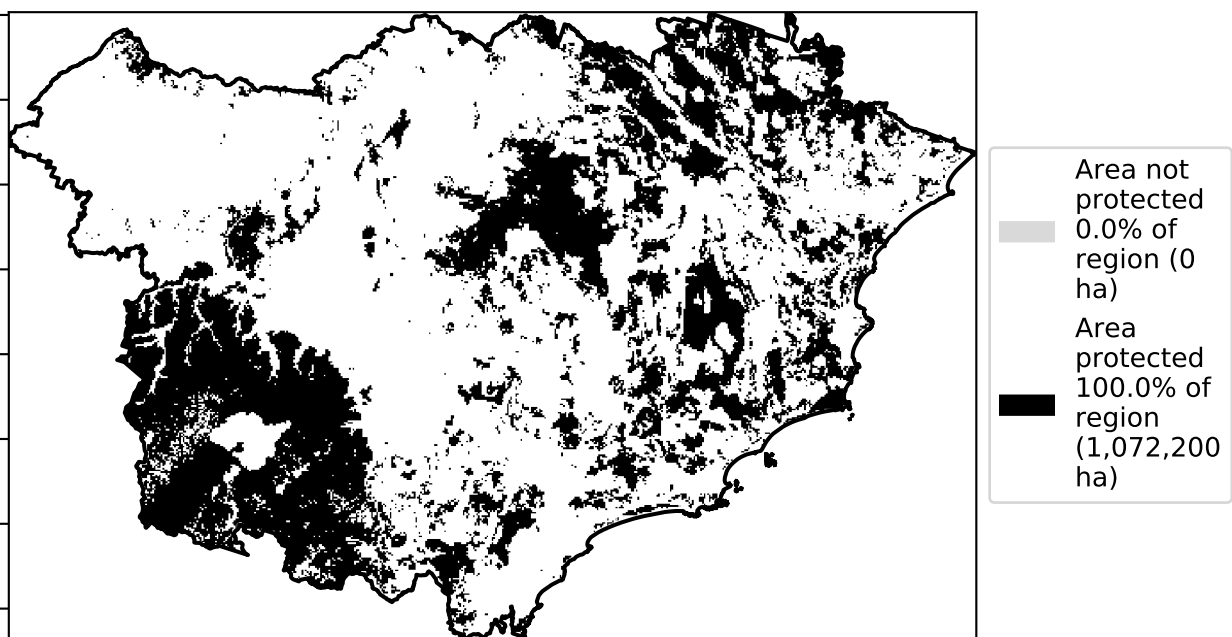 Area not
protected
0.0% of
region (0
ha)
Area
protected
100.0% of
region
(1,072,200
ha)